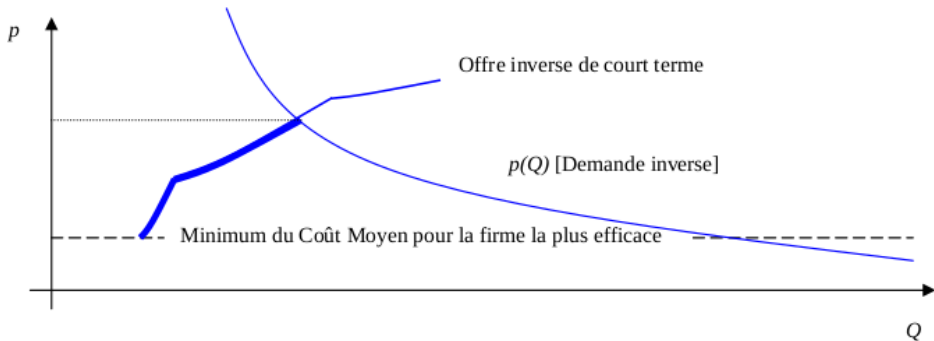 p
Offre inverse de court terme
p(Q) [Demande inverse]
Minimum du Coût Moyen pour la firme la plus efficace
Q